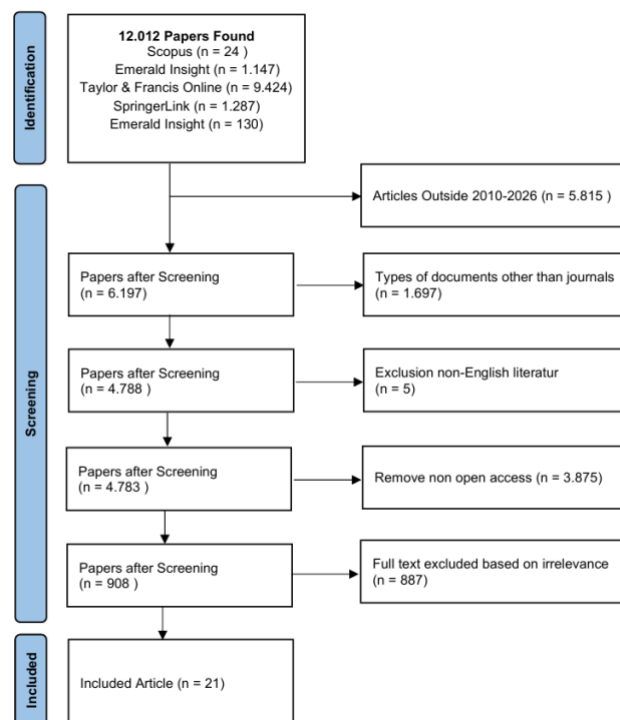 Identification
12.012 Papers Found
Scopus (n = 24 )
Emerald Insight (n = 1.147)
Taylor & Francis Online (n = 9.424)
SpringerLink (n = 1.287)
Emerald Insight (n = 130)
Screening
Articles Outside 2010-2026 (n = 5.815 )
Papers after Screening
(n = 6.197)
Types of documents other than journals
(n = 1.697)
Papers after Screening
(n = 4.788 )
Exclusion non-English literatur
(n = 5)
Papers after Screening
(n = 4.783 )
Remove non open access (n = 3.875)
Papers after Screening
(n = 908 )
Full text excluded based on irrelevance
(n = 887)
Included
Included Article (n = 21)